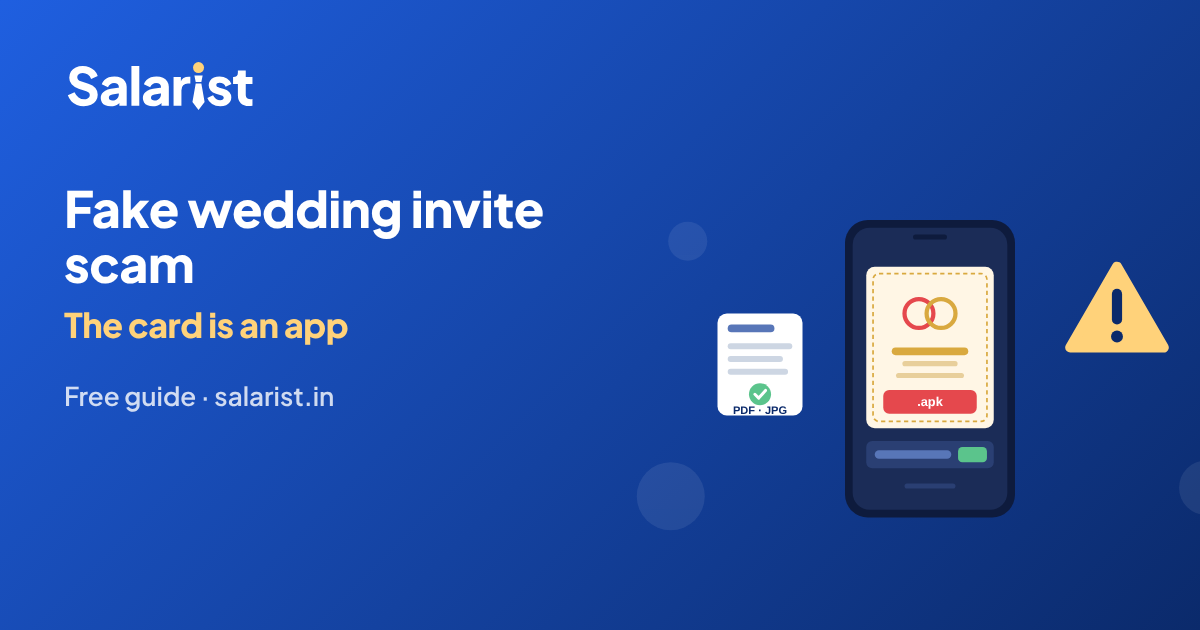 Salarist
Fake wedding invite
scam
The card is an app
Free guide · salarist.in
PDF · JPG
.apk